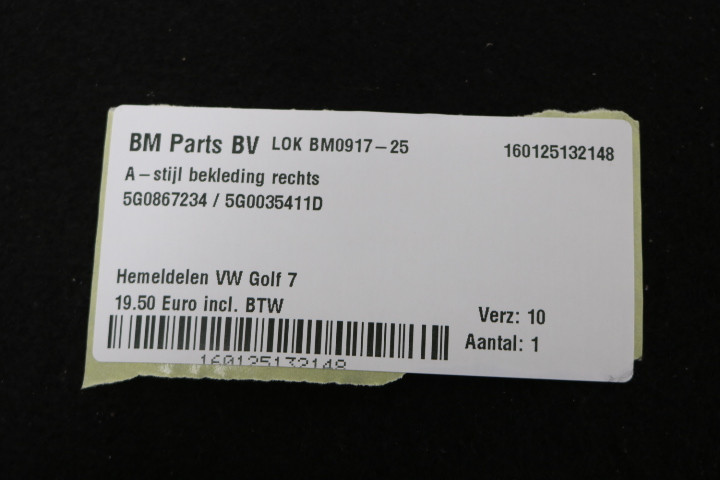 BM Parts BV LOK BM0917-25 160125132148
A-stijl bekleding rechts
5G0867234 / 5G0035411D
Hemeldelen VW Golf 7
19.50 Euro incl. BTW
Verz: 10
Aantal: 1
160125132148